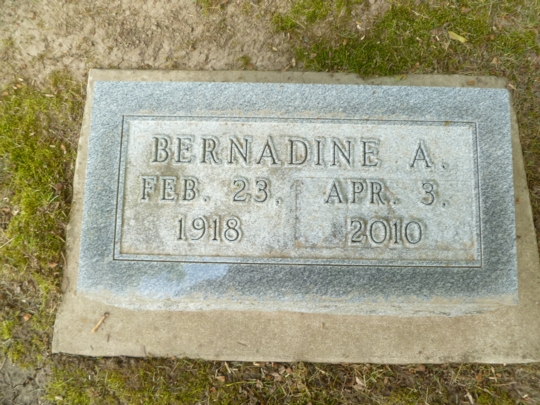 BERNADINE A.
FEB. 23, APR. 3,
1918 2010